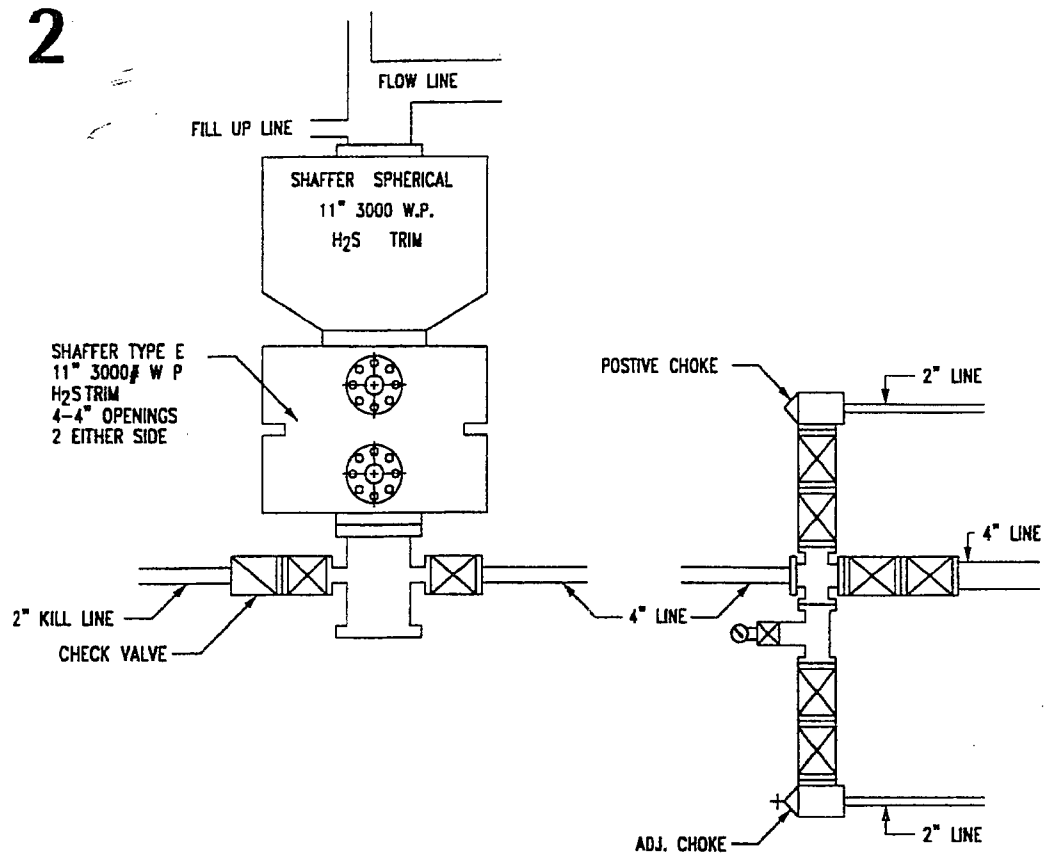 2
FLOW LINE
FILL UP LINE
SHAFFER SPHERICAL
11" 3000 W.P.
H2S TRIM
SHAFFER TYPE E
11" 3000# W P
H2S TRIM
4-4" OPENINGS
2 EITHER SIDE
POSTIVE CHOKE
2" LINE
4" LINE
2" KILL LINE
4" LINE
CHECK VALVE
ADJ. CHOKE
2" LINE